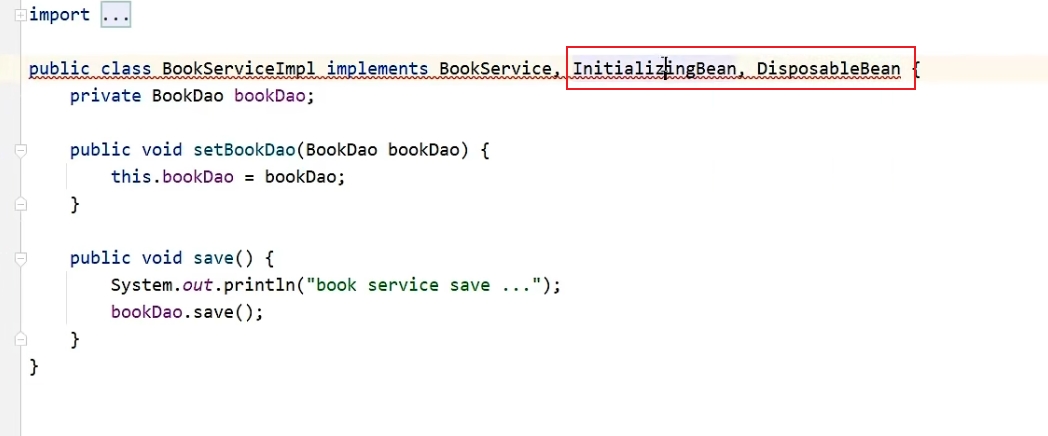 import ...
public class BookServiceImpl implements BookService, InitializingBean, DisposableBean {
    private BookDao bookDao;
    public void setBookDao(BookDao bookDao) {
        this.bookDao = bookDao;
    }
    public void save() {
        System.out.println("book service save ...");
        bookDao.save();
    }
}